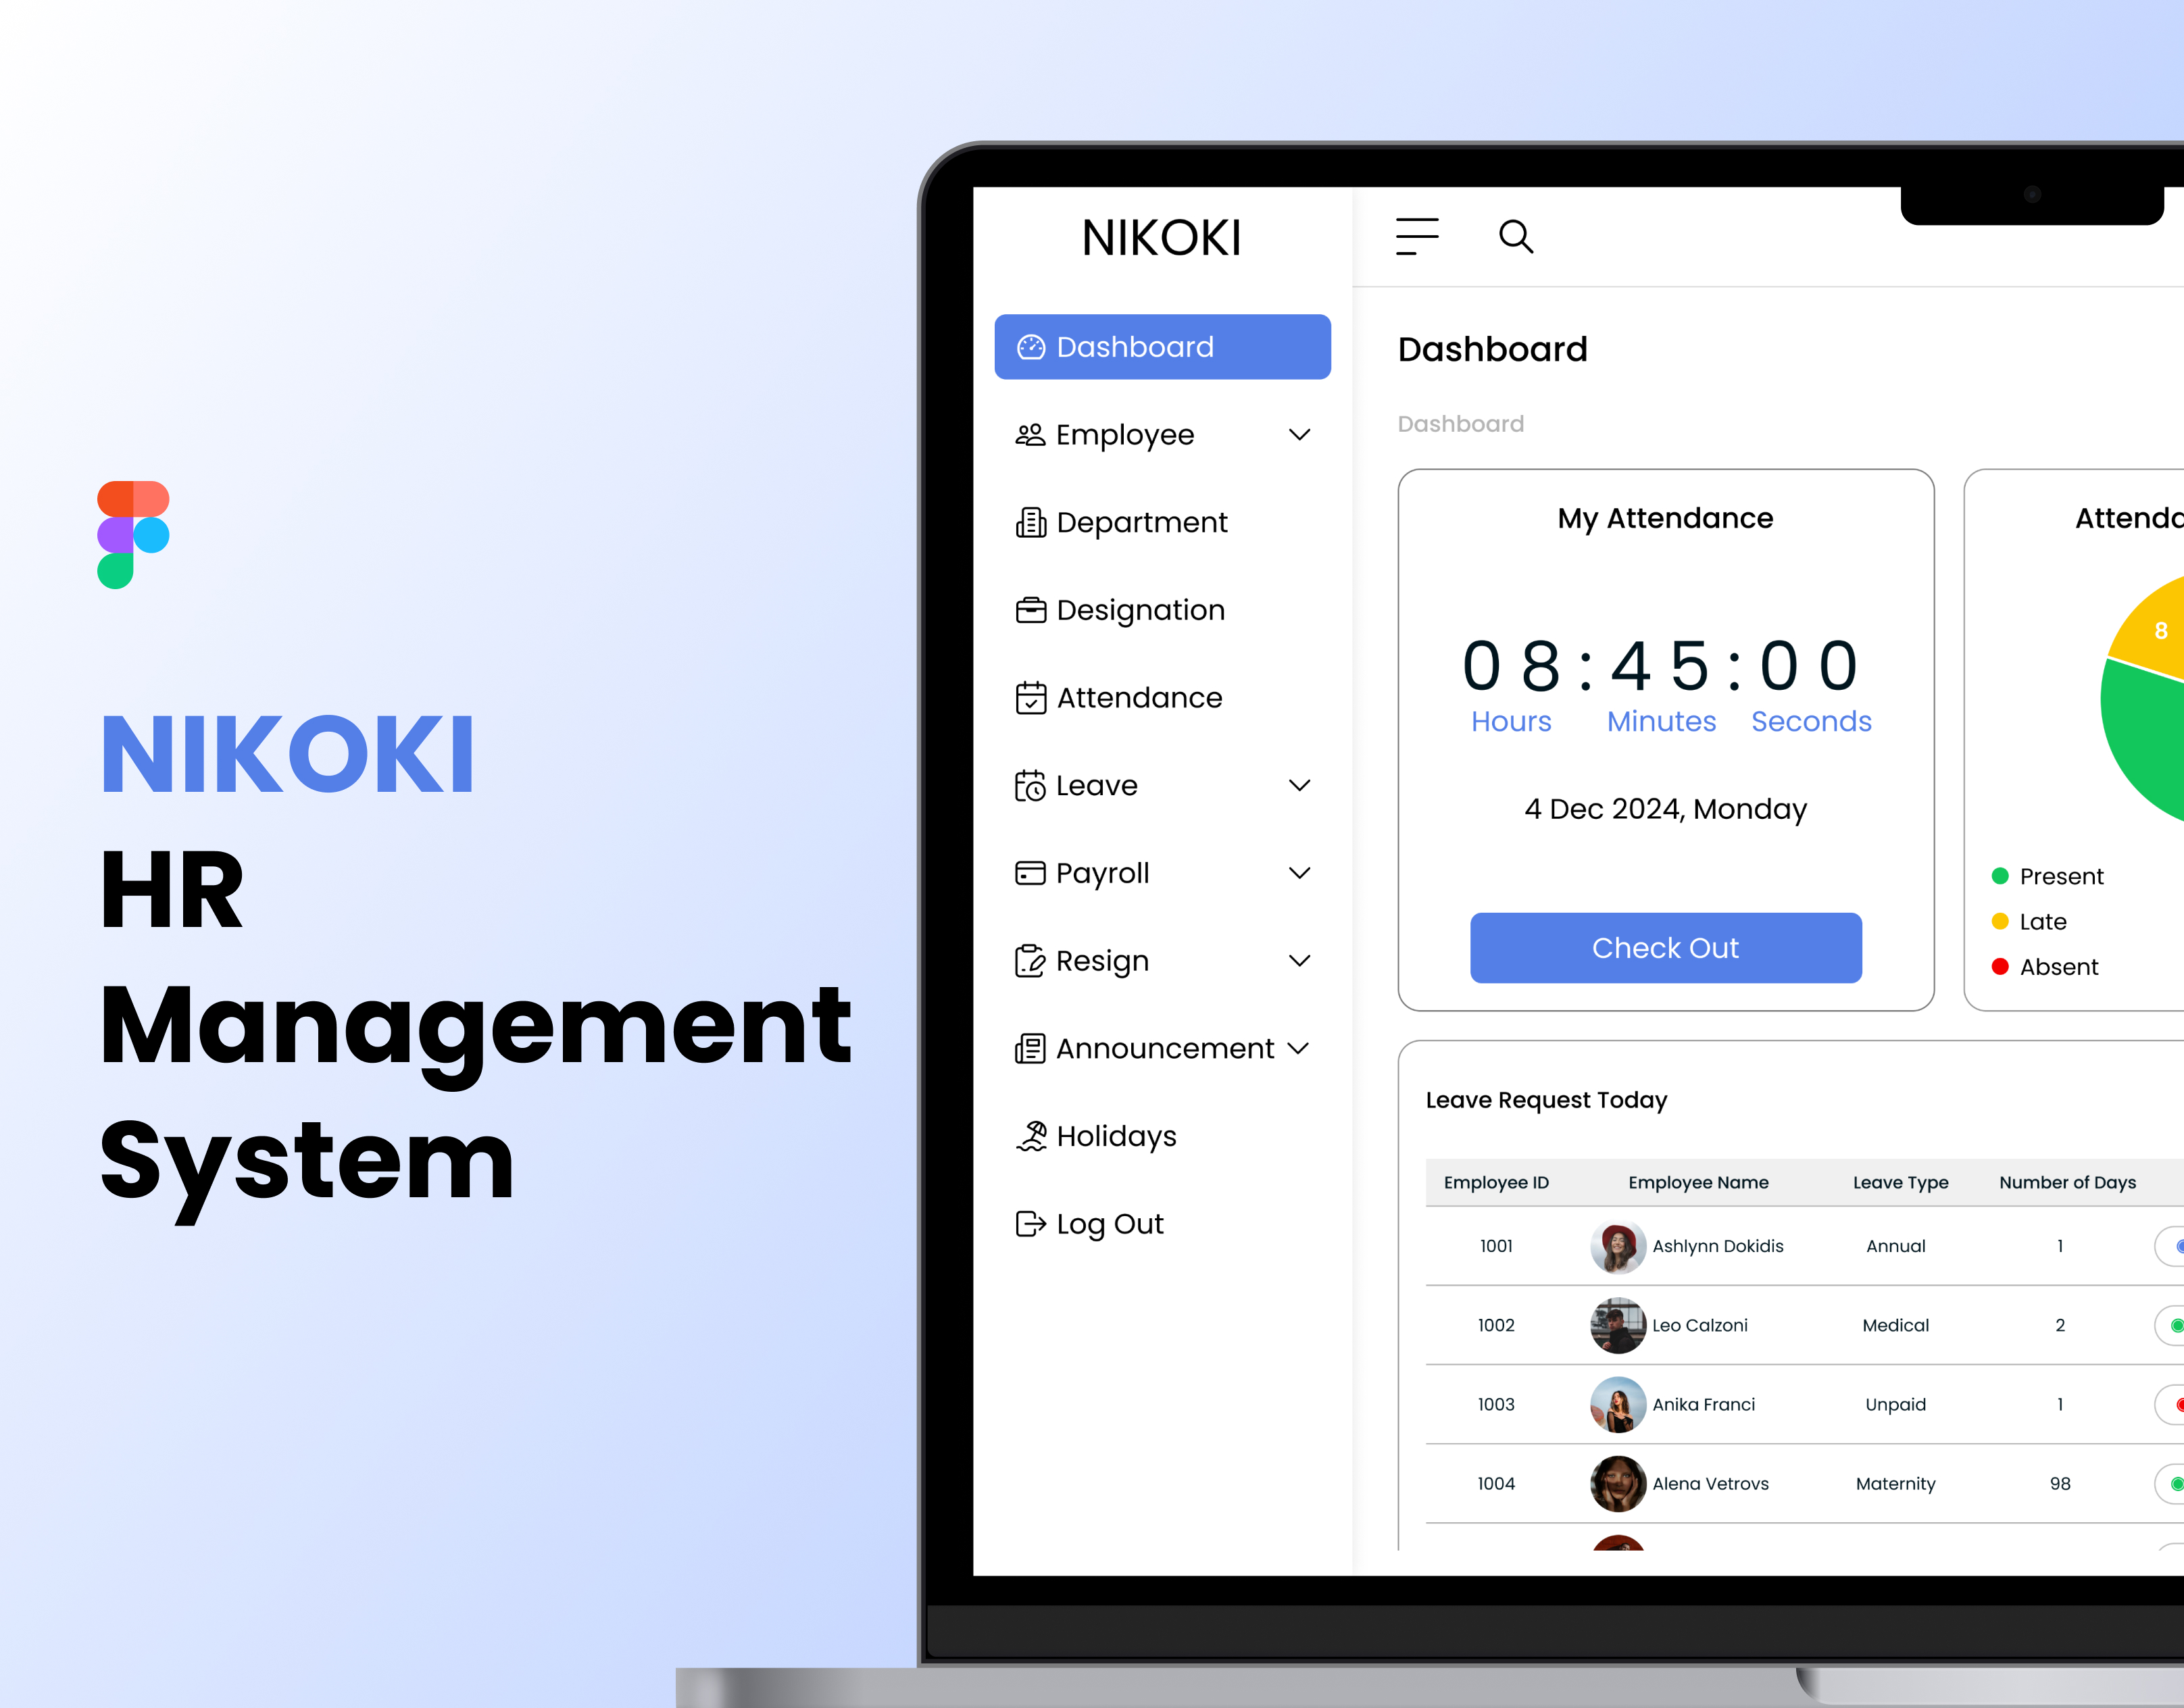 NIKOKI
HR
Management
System
NIKOKI
Dashboard
Employee
Department
Designation
Attendance
Leave
Payroll
Resign
Announcement
Holidays
Log Out
Dashboard
Dashboard
My Attendance
08:45:00
Hours Minutes Seconds
4 Dec 2024, Monday
Check Out
8
Present
Late
Absent
Leave Request Today
Employee ID Employee Name Leave Type Number of Days
1001 Ashlynn Dokidis Annual 1
1002 Leo Calzoni Medical 2
1003 Anika Franci Unpaid 1
1004 Alena Vetrovs Maternity 98